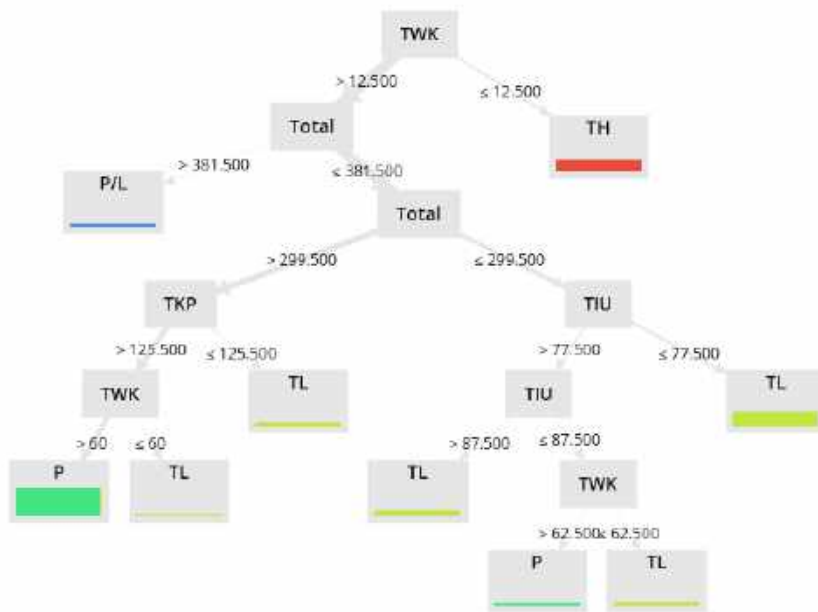 TWK
> 12.500
≤ 12.500
Total
TH
> 381.500
≤ 381.500
P/L
Total
> 299.500
≤ 299.500
TKP
TIU
> 125.500
≤ 125.500
> 77.500
≤ 77.500
TWK
TL
TIU
TL
> 60
≤ 60
> 87.500
≤ 87.500
P
TL
TL
TWK
> 62.500
≤ 62.500
P
TL